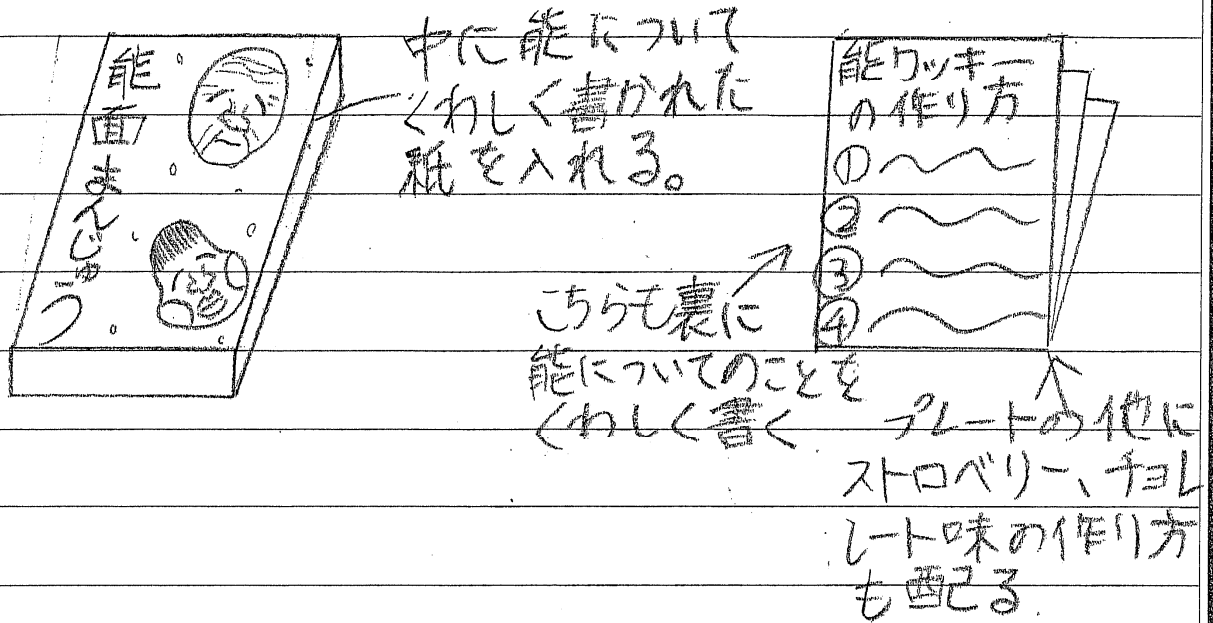 能面まんじゅう
中に能について
くわしく書かれた
紙を入れる。
能クッキー
の作り方
①
②
③
④
こちらも裏に
能についてのことを
くわしく書く
プレートの他に
ストロベリー、チョレ
レート味の作り方
も配る